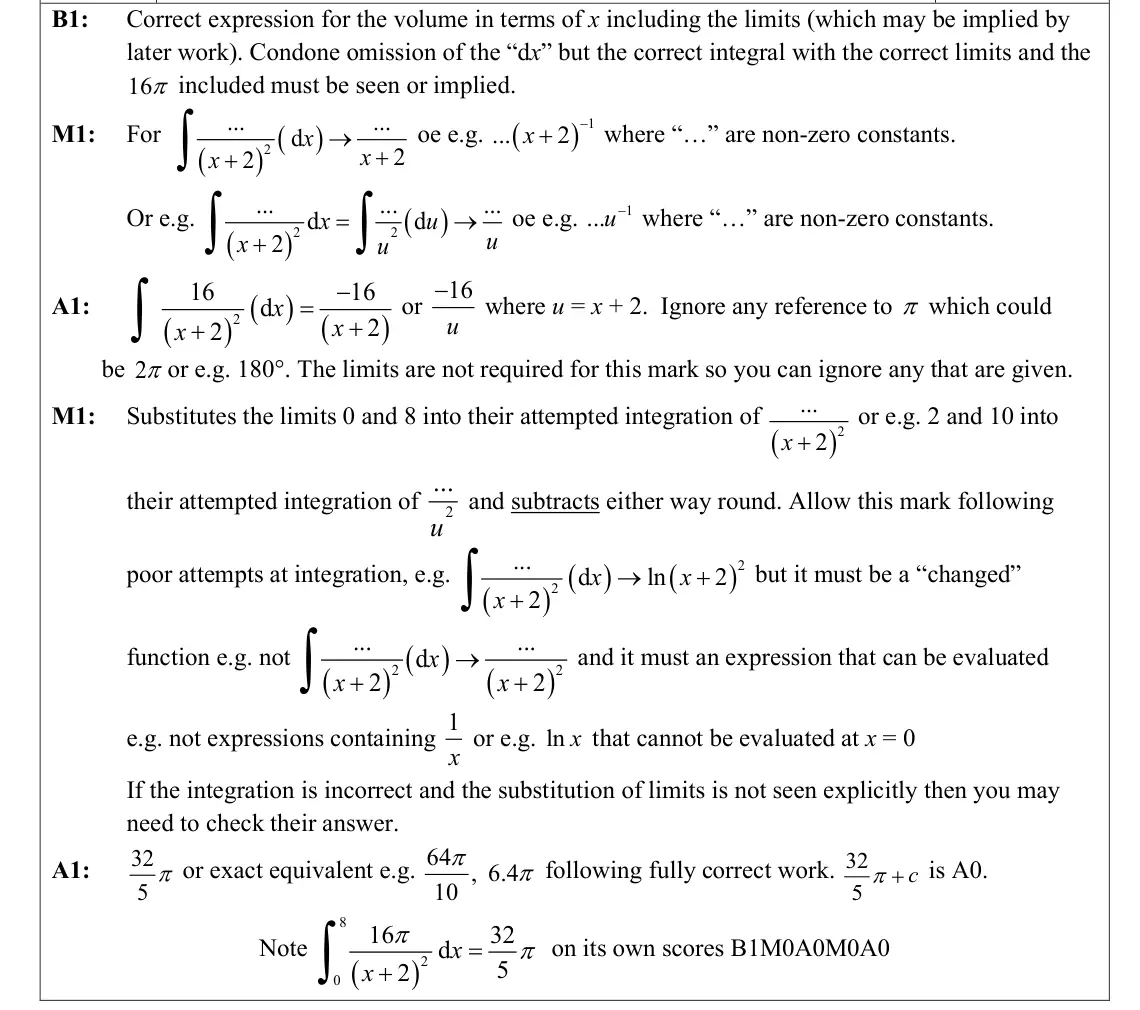 B1: Correct expression for the volume in terms of x including the limits (which may be implied by
later work). Condone omission of the “dx” but the correct integral with the correct limits and the
16π included must be seen or implied.
M1: For ∫ .../(x+2)² (dx) → .../(x+2) oe e.g. ...(x+2)⁻¹ where “…” are non-zero constants.
Or e.g. ∫ .../(x+2)² dx = ∫ .../u² (du) → .../u oe e.g. ...u⁻¹ where “…” are non-zero constants.
A1: ∫ 16/(x+2)² (dx) = −16/(x+2) or −16/u where u = x + 2. Ignore any reference to π which could
be 2π or e.g. 180°. The limits are not required for this mark so you can ignore any that are given.
M1: Substitutes the limits 0 and 8 into their attempted integration of .../(x+2)² or e.g. 2 and 10 into
their attempted integration of .../u² and subtracts either way round. Allow this mark following
poor attempts at integration, e.g. ∫ .../(x+2)² (dx) → ln(x+2)² but it must be a “changed”
function e.g. not ∫ .../(x+2)² (dx) → .../(x+2)² and it must an expression that can be evaluated
e.g. not expressions containing 1/x or e.g. ln x that cannot be evaluated at x = 0
If the integration is incorrect and the substitution of limits is not seen explicitly then you may
need to check their answer.
A1: 32/5 π or exact equivalent e.g. 64π/10, 6.4π following fully correct work. 32/5 π + c is A0.
Note ∫₀⁸ 16π/(x+2)² dx = 32/5 π on its own scores B1M0A0M0A0